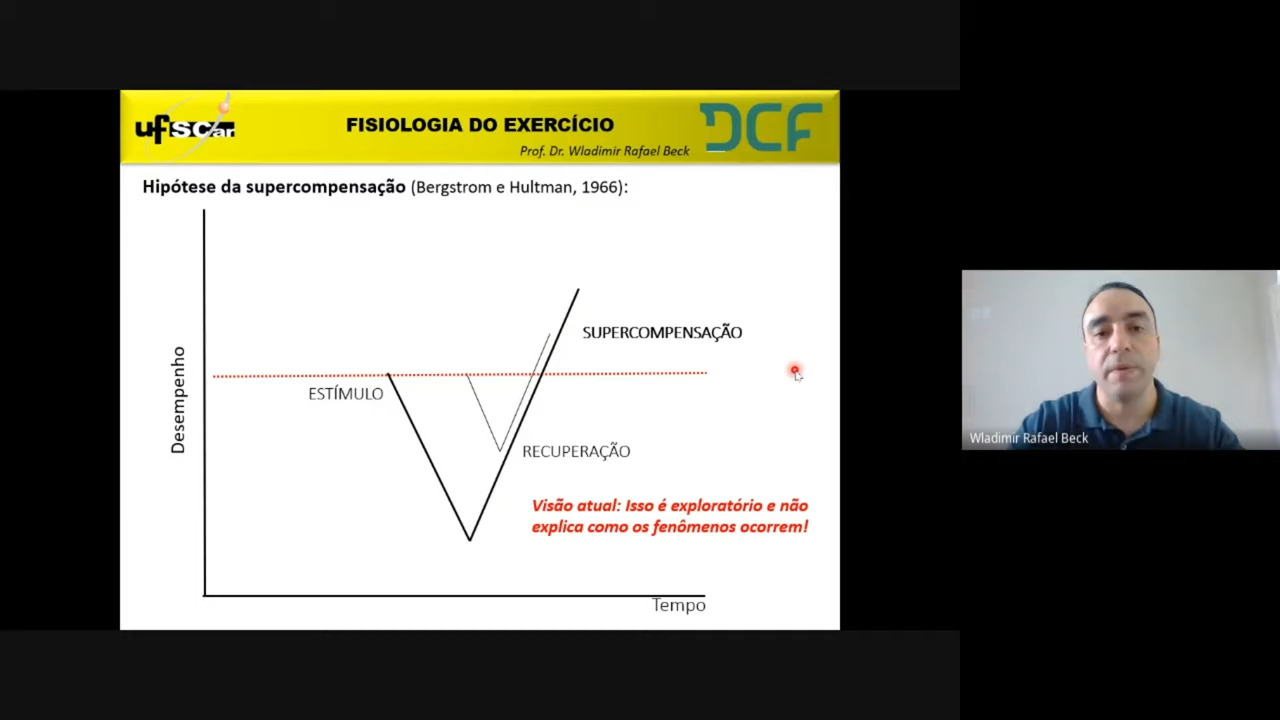 ufscar
FISIOLOGIA DO EXERCÍCIO
Prof. Dr. Wladimir Rafael Beck
DCF
Hipótese da supercompensação (Bergstrom e Hultman, 1966):
Desempenho
SUPERCOMPENSAÇÃO
ESTÍMULO
RECUPERAÇÃO
Visão atual: Isso é exploratório e não
explica como os fenômenos ocorrem!
Tempo
Wladimir Rafael Beck